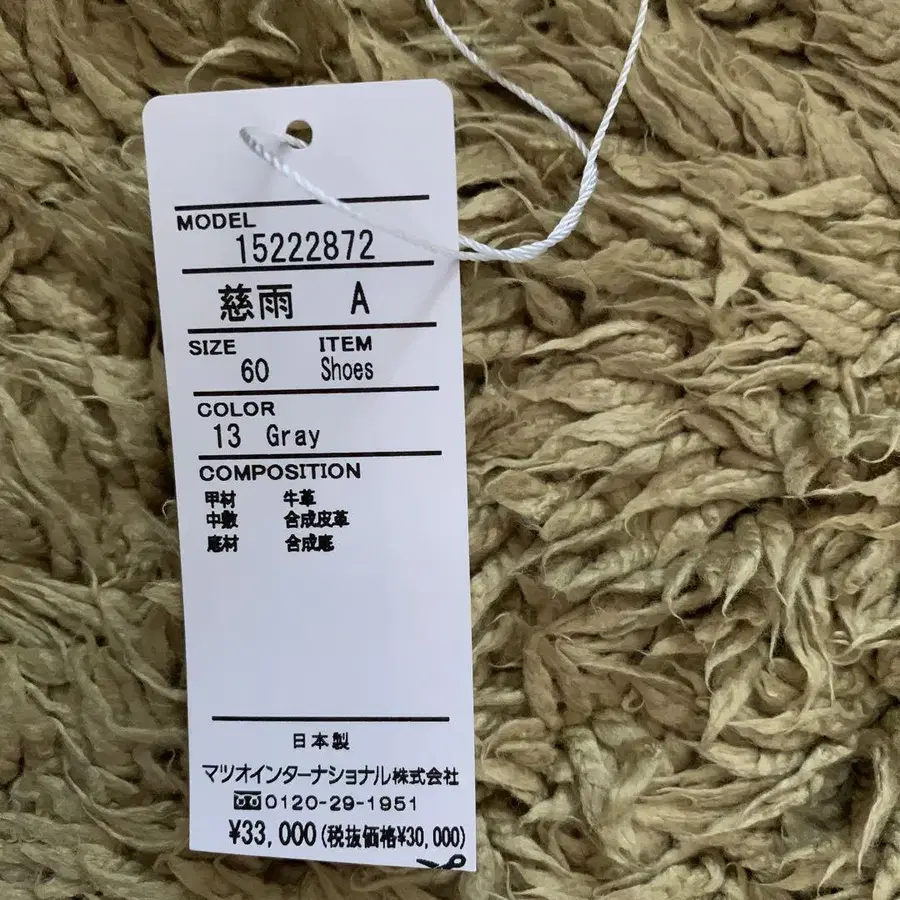 MODEL
15222872
慈雨 A
SIZE ITEM
60 Shoes
COLOR
13 Gray
COMPOSITION
甲材 牛革
中敷 合成皮革
底材 合成底
日本製
マツオインターナショナル株式会社
0120-29-1951
¥33,000(税抜価格¥30,000)